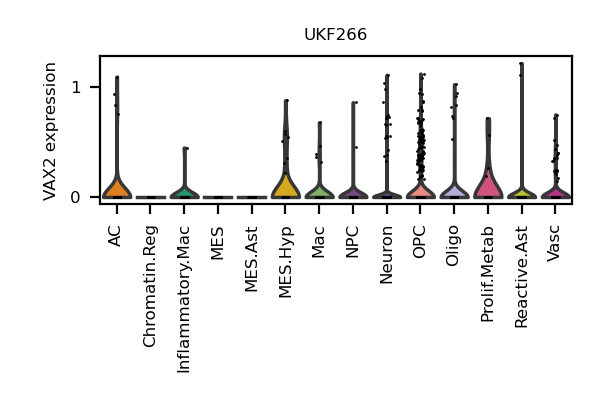 UKF266
VAX2 expression
1
0
AC
Chromatin.Reg
Inflammatory.Mac
MES
MES.Ast
MES.Hyp
Mac
NPC
Neuron
OPC
Oligo
Prolif.Metab
Reactive.Ast
Vasc